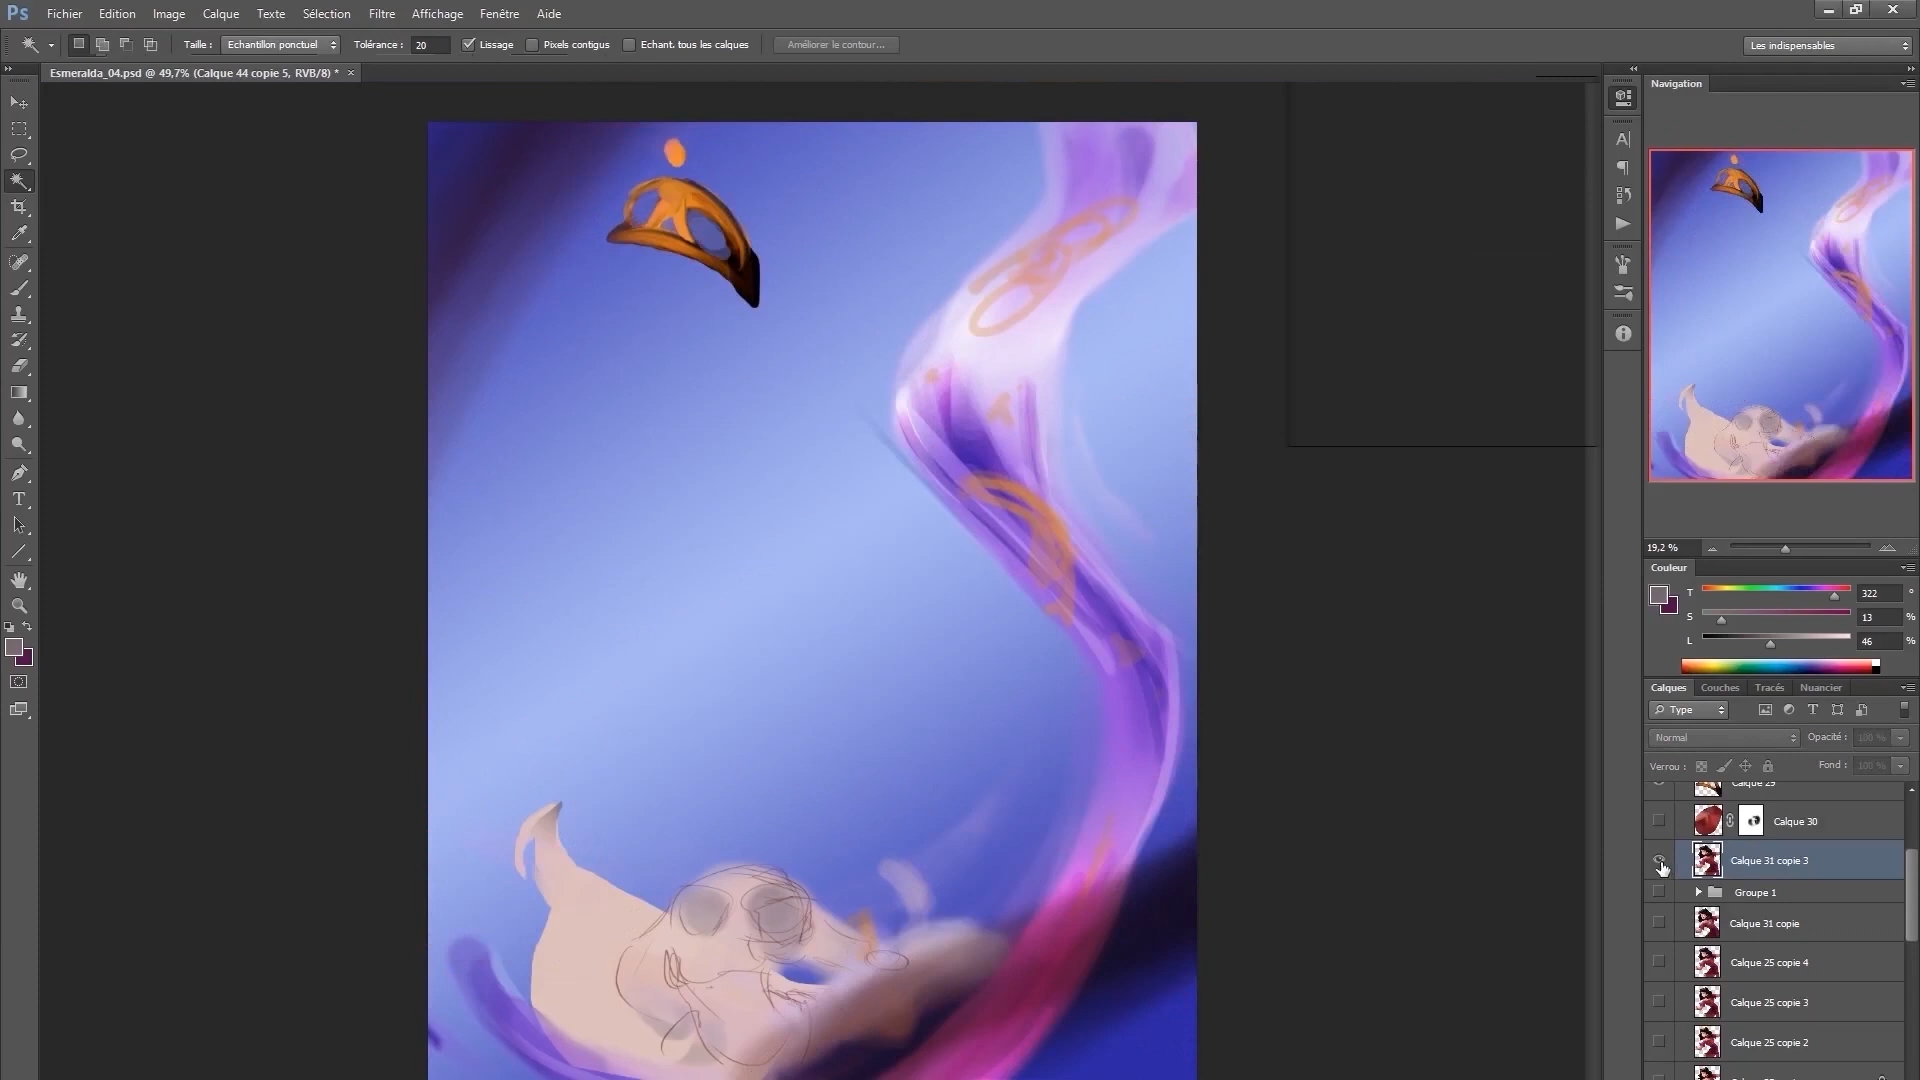 Ps Fichier Edition Image Calque Texte Sélection Filtre Affichage Fenêtre Aide
Taille : Echantillon ponctuel Tolérance : 20 Lissage Pixels contigus Echant. tous les calques Améliorer le contour... Les indispensables
Esmeralda_04.psd @ 49,7% (Calque 44 copie 5, RVB/8) *
Navigation
19,2 %
Couleur
T 322 °
S 13 %
L 46 %
Calques Couches Tracés Nuancier
Type
Normal Opacité : 100 %
Verrou : Fond : 100 %
Calque 29
Calque 30
Calque 31 copie 3
Groupe 1
Calque 31 copie
Calque 25 copie 4
Calque 25 copie 3
Calque 25 copie 2